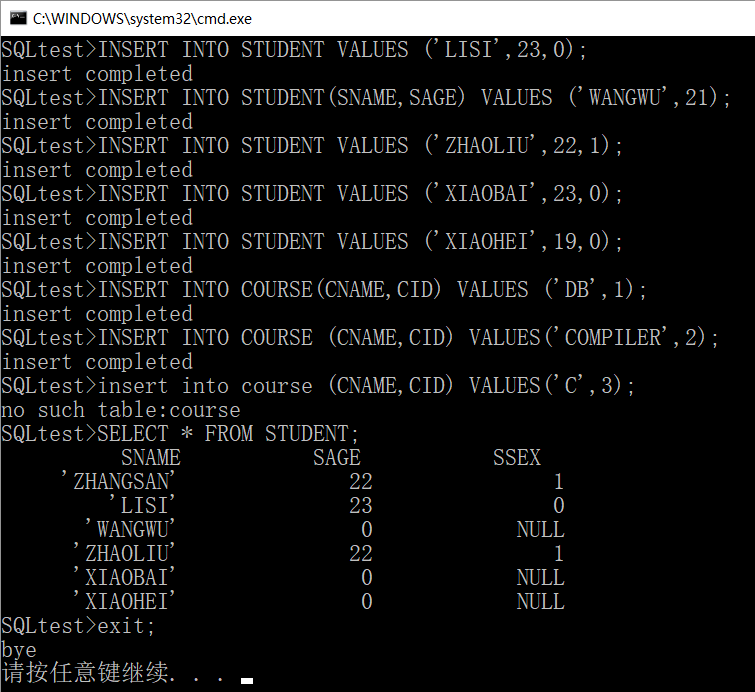 C:\WINDOWS\system32\cmd.exe
SQLtest>INSERT INTO STUDENT VALUES ('LISI',23,0);
insert completed
SQLtest>INSERT INTO STUDENT(SNAME,SAGE) VALUES ('WANGWU',21);
insert completed
SQLtest>INSERT INTO STUDENT VALUES ('ZHAOLIU',22,1);
insert completed
SQLtest>INSERT INTO STUDENT VALUES ('XIAOBAI',23,0);
insert completed
SQLtest>INSERT INTO STUDENT VALUES ('XIAOHEI',19,0);
insert completed
SQLtest>INSERT INTO COURSE(CNAME,CID) VALUES ('DB',1);
insert completed
SQLtest>INSERT INTO COURSE (CNAME,CID) VALUES('COMPILER',2);
insert completed
SQLtest>insert into course (CNAME,CID) VALUES('C',3);
no such table:course
SQLtest>SELECT * FROM STUDENT;
SNAME SAGE SSEX
'ZHANGSAN' 22 1
'LISI' 23 0
'WANGWU' 0 NULL
'ZHAOLIU' 22 1
'XIAOBAI' 0 NULL
'XIAOHEI' 0 NULL
SQLtest>exit;
bye
请按任意键继续. . .